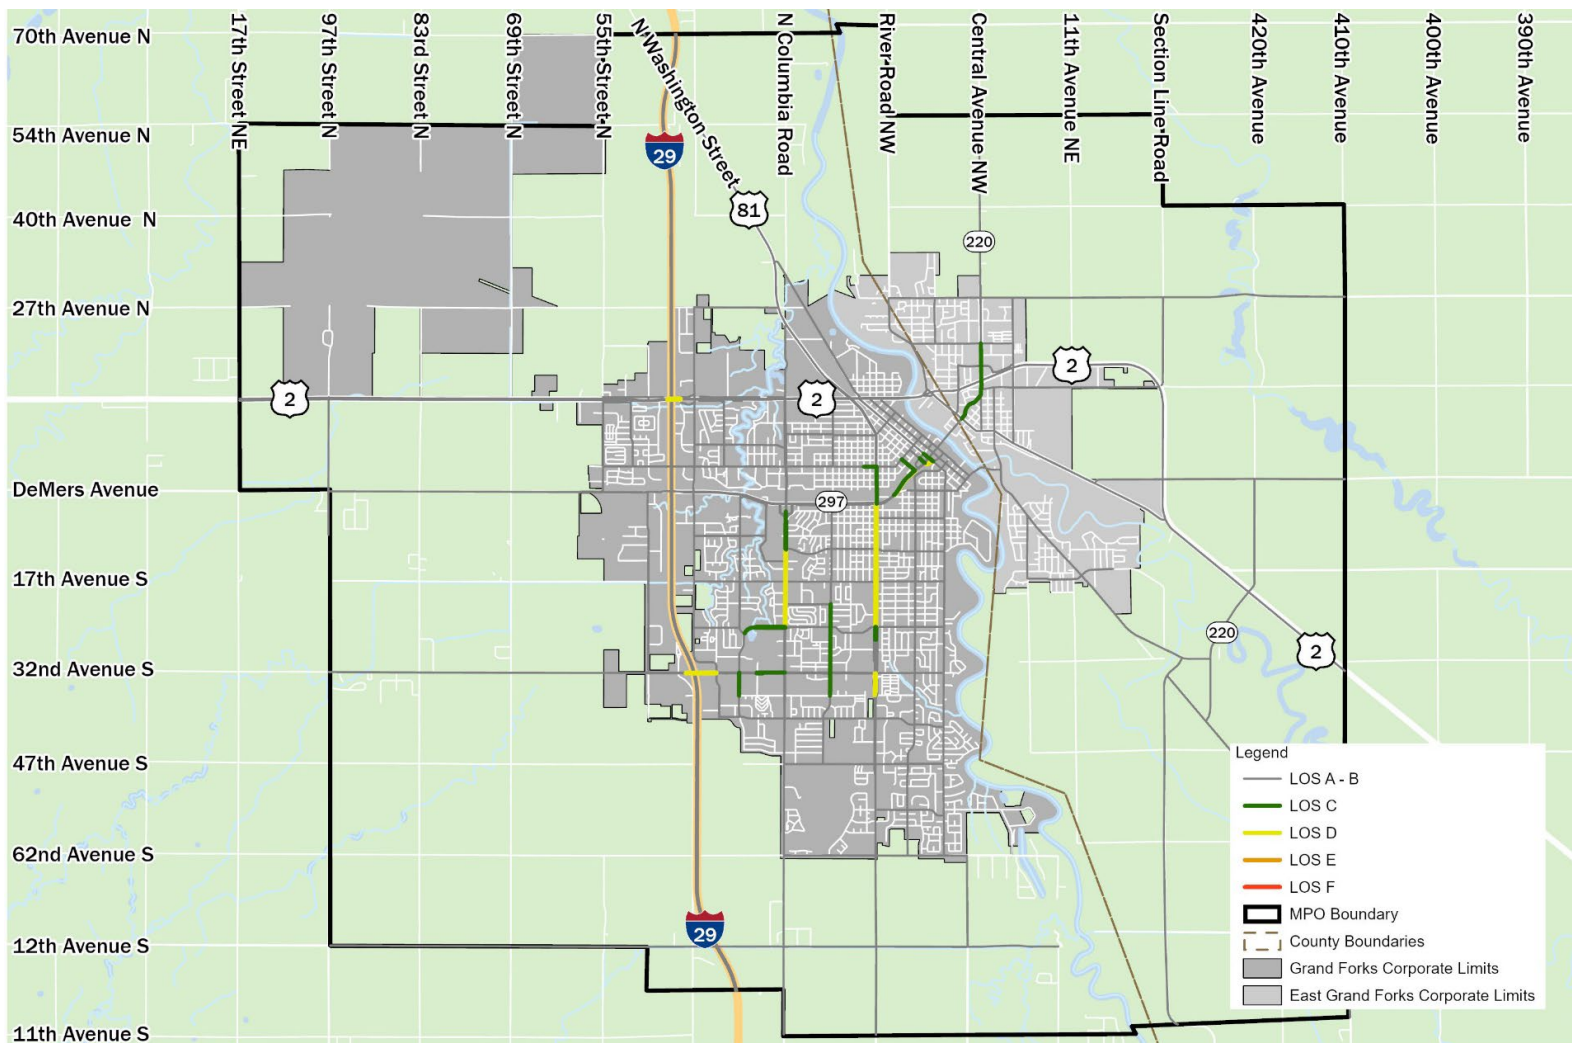 70th Avenue N
54th Avenue N
40th Avenue N
27th Avenue N
DeMers Avenue
17th Avenue S
32nd Avenue S
47th Avenue S
62nd Avenue S
12th Avenue S
11th Avenue S
17th Street NE
97th Street N
83rd Street N
69th Street N
55th Street N
N Washington Street
N Columbia Road
River Road NW
Central Avenue NW
11th Avenue NE
Section Line Road
420th Avenue
410th Avenue
400th Avenue
390th Avenue
29
81
220
2
2
2
297
220
2
29
Legend
LOS A - B
LOS C
LOS D
LOS E
LOS F
MPO Boundary
County Boundaries
Grand Forks Corporate Limits
East Grand Forks Corporate Limits